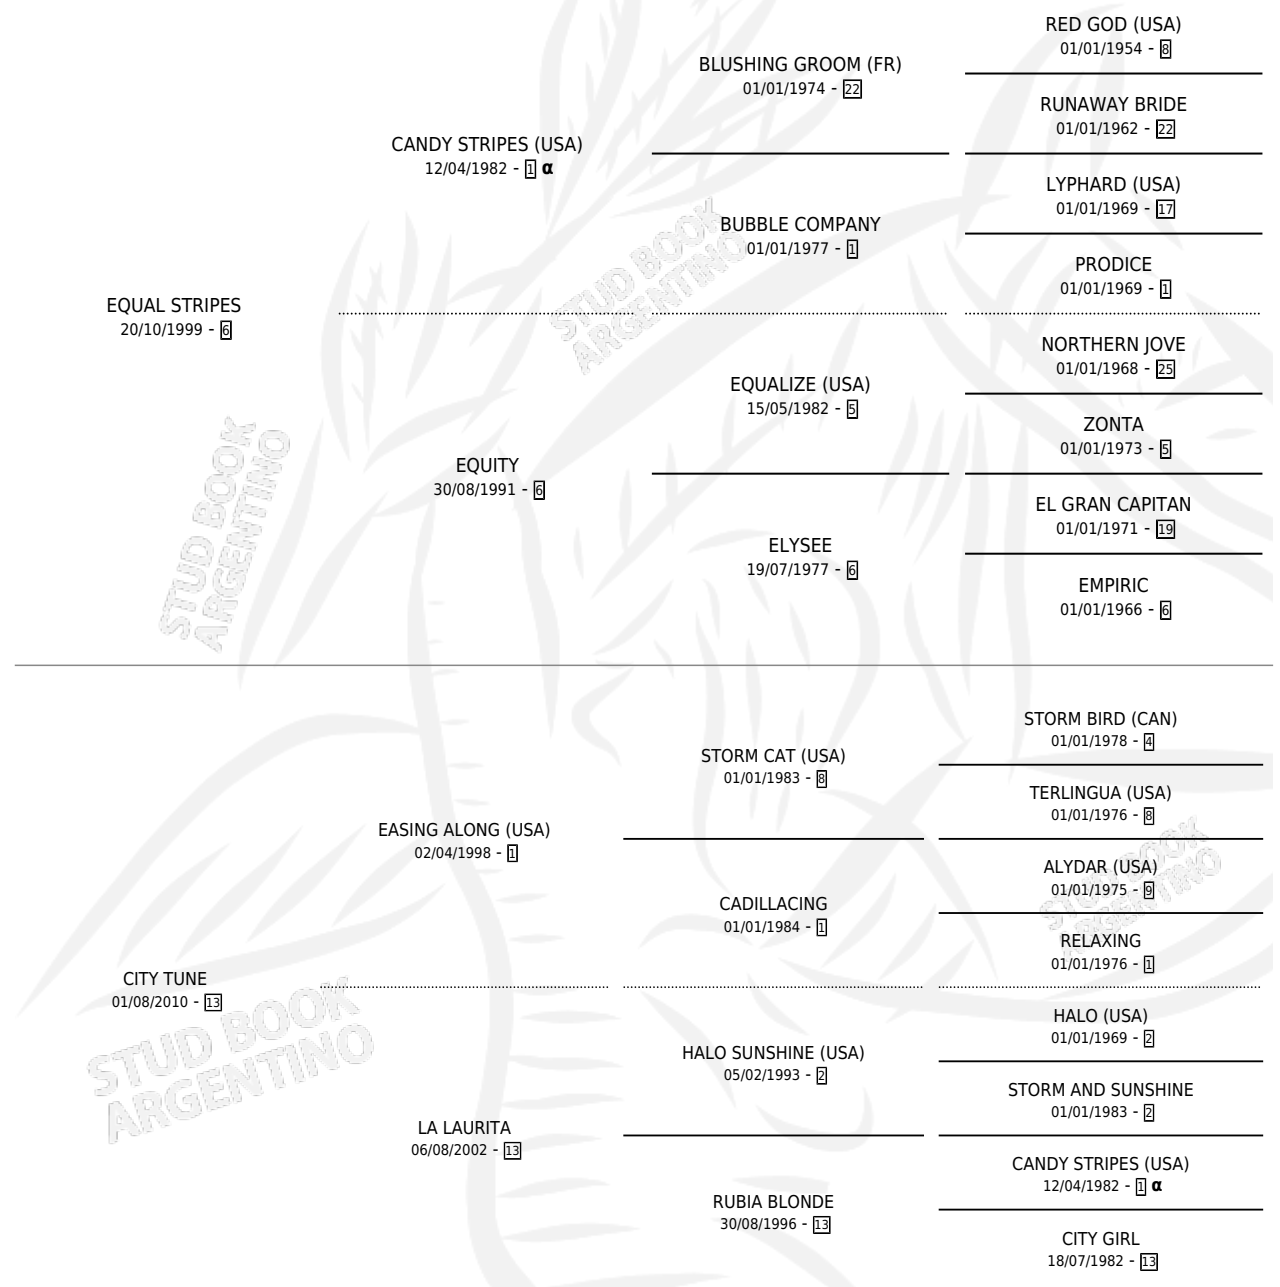 RED GOD (USA)
01/01/1954 - 8
BLUSHING GROOM (FR)
01/01/1974 - 22
RUNAWAY BRIDE
01/01/1962 - 22
CANDY STRIPES (USA)
12/04/1982 - 1 α
LYPHARD (USA)
01/01/1969 - 17
BUBBLE COMPANY
01/01/1977 - 1
PRODICE
01/01/1969 - 1
EQUAL STRIPES
20/10/1999 - 6
STUD BOOK
ARGENTINO
NORTHERN JOVE
01/01/1968 - 25
EQUALIZE (USA)
15/05/1982 - 5
ZONTA
01/01/1973 - 5
EQUITY
30/08/1991 - 6
EL GRAN CAPITAN
01/01/1971 - 19
ELYSEE
19/07/1977 - 6
EMPIRIC
01/01/1966 - 6
STUD BOOK
ARGENTINO
STORM BIRD (CAN)
01/01/1978 - 4
STORM CAT (USA)
01/01/1983 - 8
TERLINGUA (USA)
01/01/1976 - 8
EASING ALONG (USA)
02/04/1998 - 1
ALYDAR (USA)
01/01/1975 - 9
STUD BOOK
ARGENTINO
CADILLACING
01/01/1984 - 1
RELAXING
01/01/1976 - 1
CITY TUNE
01/08/2010 - 13
STUD BOOK
ARGENTINO
HALO (USA)
01/01/1969 - 2
HALO SUNSHINE (USA)
05/02/1993 - 2
STORM AND SUNSHINE
01/01/1983 - 2
LA LAURITA
06/08/2002 - 13
CANDY STRIPES (USA)
12/04/1982 - 1 α
RUBIA BLONDE
30/08/1996 - 13
CITY GIRL
18/07/1982 - 13